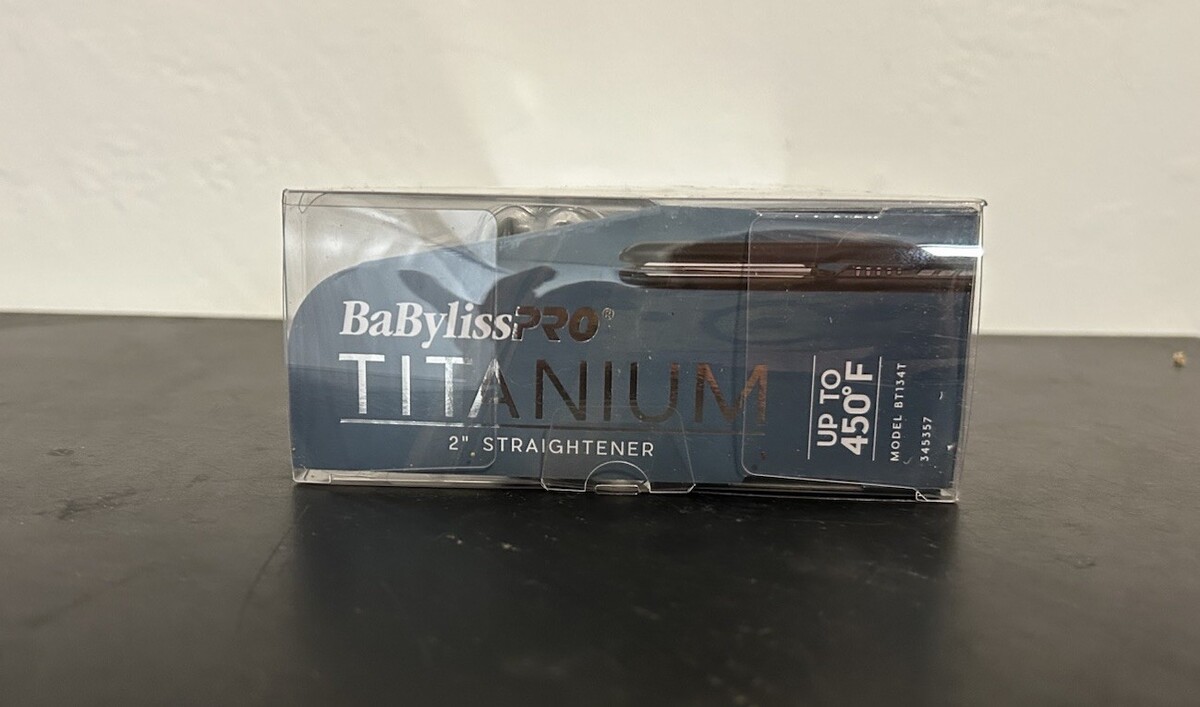 BaBylissPRO®
TITANIUM
2" STRAIGHTENER
UP TO
450°F
MODEL BT134T
345357